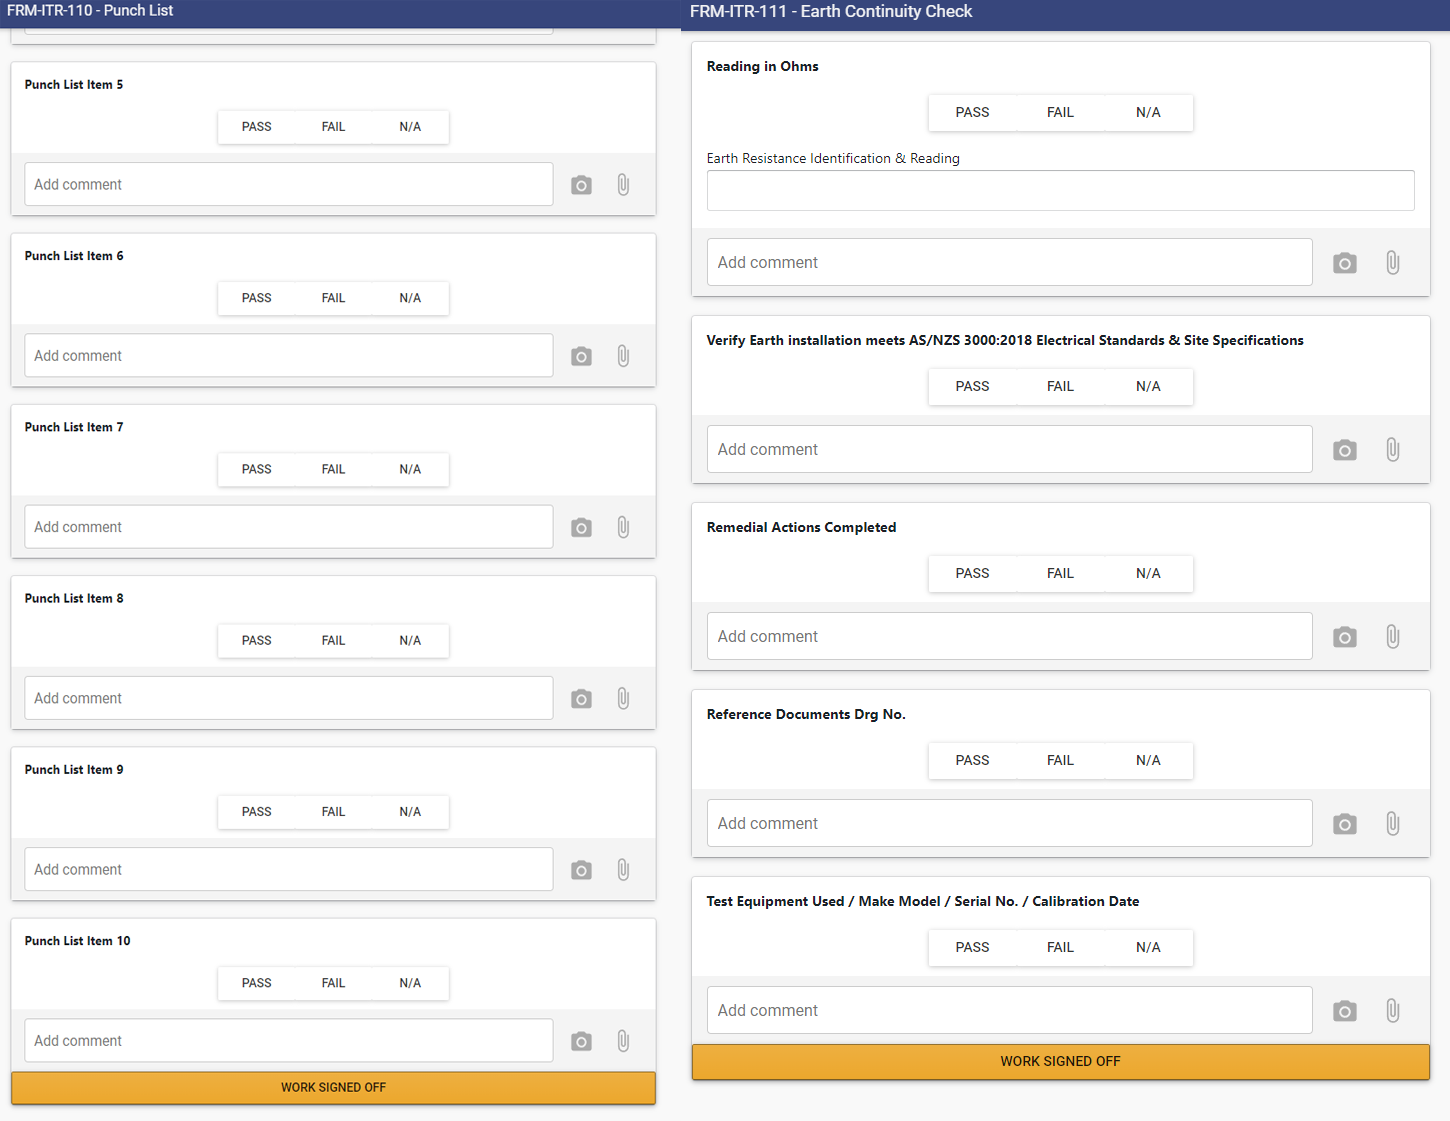 FRM-ITR-110 - Punch List
Punch List Item 5
PASS FAIL N/A
Add comment
Punch List Item 6
PASS FAIL N/A
Add comment
Punch List Item 7
PASS FAIL N/A
Add comment
Punch List Item 8
PASS FAIL N/A
Add comment
Punch List Item 9
PASS FAIL N/A
Add comment
Punch List Item 10
PASS FAIL N/A
Add comment
WORK SIGNED OFF
FRM-ITR-111 - Earth Continuity Check
Reading in Ohms
PASS FAIL N/A
Earth Resistance Identification & Reading
Add comment
Verify Earth installation meets AS/NZS 3000:2018 Electrical Standards & Site Specifications
PASS FAIL N/A
Add comment
Remedial Actions Completed
PASS FAIL N/A
Add comment
Reference Documents Drg No.
PASS FAIL N/A
Add comment
Test Equipment Used / Make Model / Serial No. / Calibration Date
PASS FAIL N/A
Add comment
WORK SIGNED OFF